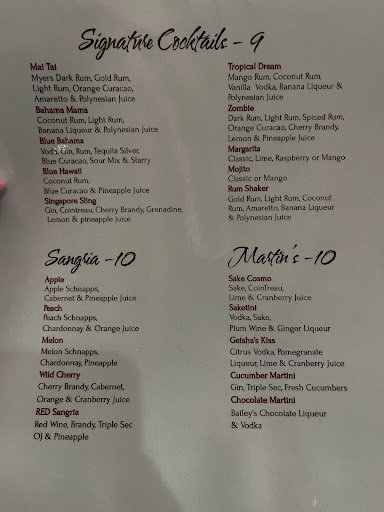 Signature Cocktails - 9
Mai Tai
Myers Dark Rum, Gold Rum,
Light Rum, Orange Curacao,
Amaretto & Polynesian Juice
Bahama Mama
Coconut Rum, Light Rum,
Banana Liqueur & Polynesian Juice
Blue Bahama
Vodka, Gin, Rum, Tequila Silver,
Blue Curacao, Sour Mix & Starry
Blue Hawaii
Coconut Rum,
Blue Curacao & Pineapple Juice
Singapore Sling
Gin, Cointreau, Cherry Brandy, Grenadine,
Lemon & pineapple juice
Tropical Dream
Mango Rum, Coconut Rum,
Vanilla Vodka, Banana Liqueur &
Polynesian Juice
Zombie
Dark Rum, Light Rum, Spiced Rum,
Orange Curacao, Cherry Brandy,
Lemon & Pineapple Juice
Margarita
Classic, Lime, Raspberry or Mango
Mojito
Classic or Mango
Rum Shaker
Gold Rum, Light Rum, Coconut
Rum, Amaretto, Banana Liqueur
& Polynesian Juice
Sangria - 10
Apple
Apple Schnapps,
Cabernet & Pineapple Juice
Peach
Peach Schnapps,
Chardonnay & Orange Juice
Melon
Melon Schnapps,
Chardonnay, Pineapple
Wild Cherry
Cherry Brandy, Cabernet,
Orange & Cranberry Juice
RED Sangria
Red Wine, Brandy, Triple Sec
OJ & Pineapple
Martin's - 10
Sake Cosmo
Sake, Cointreau,
Lime & Cranberry Juice
Saketini
Vodka, Sake,
Plum Wine & Ginger Liqueur
Geisha's Kiss
Citrus Vodka, Pomegranate
Liqueur, Lime & Cranberry Juice
Cucumber Martini
Gin, Triple Sec, Fresh Cucumbers
Chocolate Martini
Bailey's Chocolate Liqueur
& Vodka